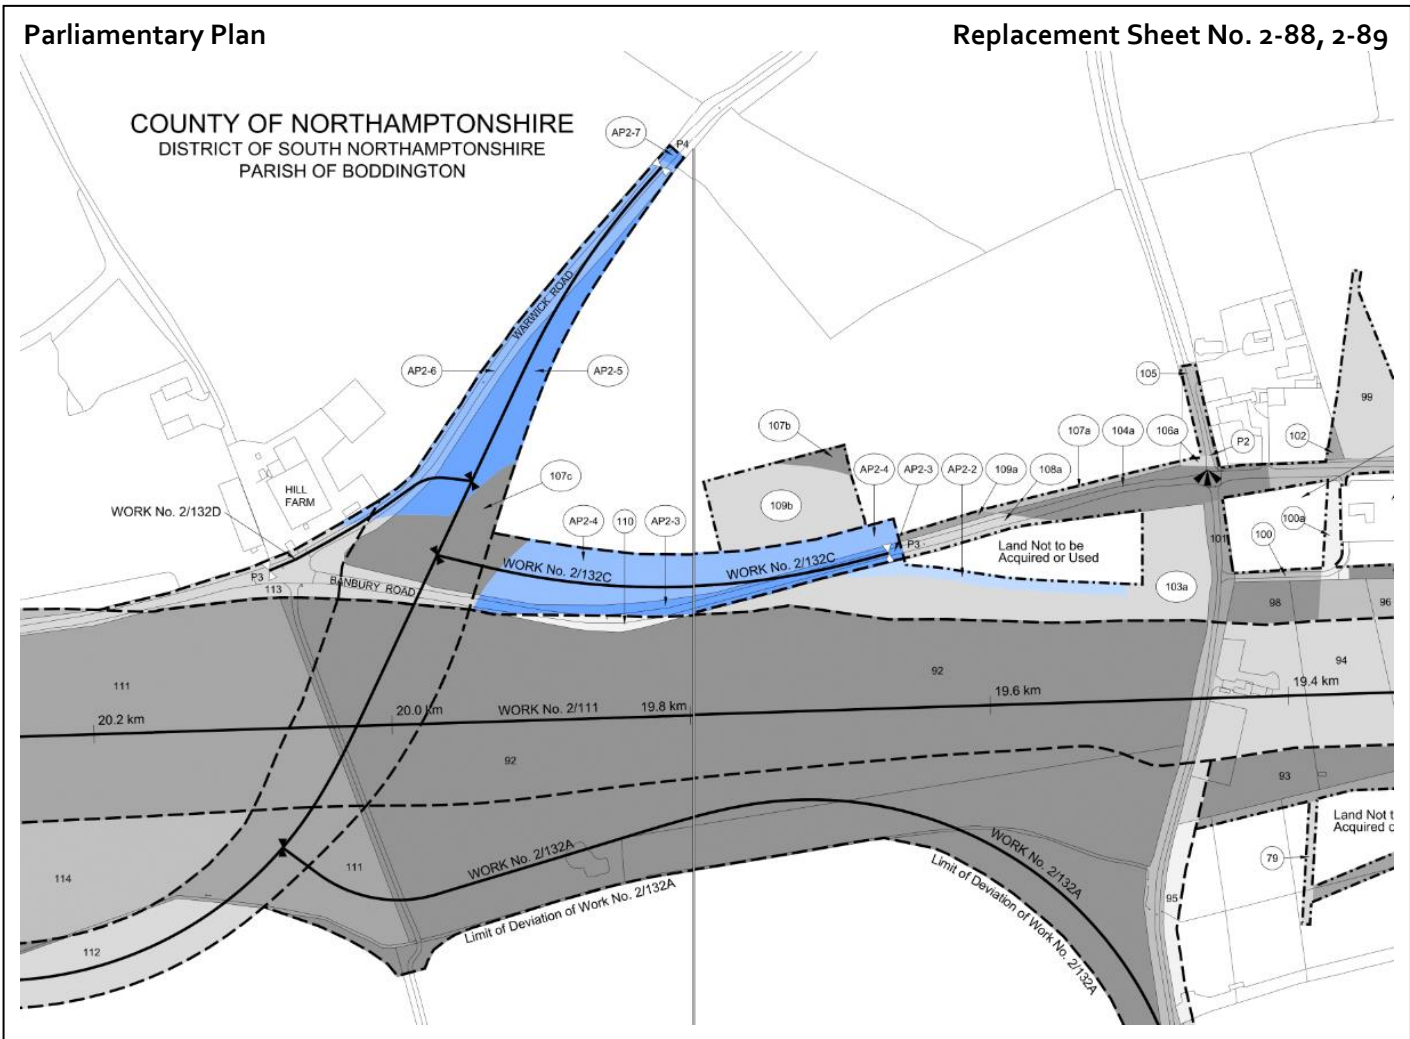 Parliamentary Plan
Replacement Sheet No. 2-88, 2-89
COUNTY OF NORTHAMPTONSHIRE
DISTRICT OF SOUTH NORTHAMPTONSHIRE
PARISH OF BODDINGTON
AP2-7
P4
WARWICK ROAD
AP2-6
AP2-5
105
99
107b
107a
104a
106a
P2
102
107c
AP2-4
AP2-3
AP2-2
109a
108a
HILL
FARM
WORK No. 2/132D
109b
AP2-4
110
AP2-3
100a
100
101
P3
Land Not to be
Acquired or Used
WORK No. 2/132C
WORK No. 2/132C
P3
BANBURY ROAD
113
103a
98
96
94
92
111
19.6 km
19.4 km
20.2 km
20.0 km
WORK No. 2/111
19.8 km
92
93
Land Not t
Acquired o
WORK No. 2/132A
WORK No. 2/132A
111
114
79
Limit of Deviation of Work No. 2/132A
Limit of Deviation of Work No. 2/132A
95
112